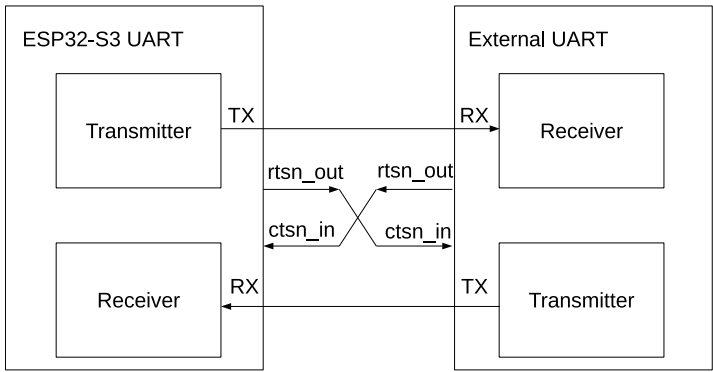 ESP32-S3 UART
External UART
Transmitter
TX
RX
Receiver
rtsn_out
rtsn_out
ctsn_in
ctsn_in
Receiver
RX
TX
Transmitter